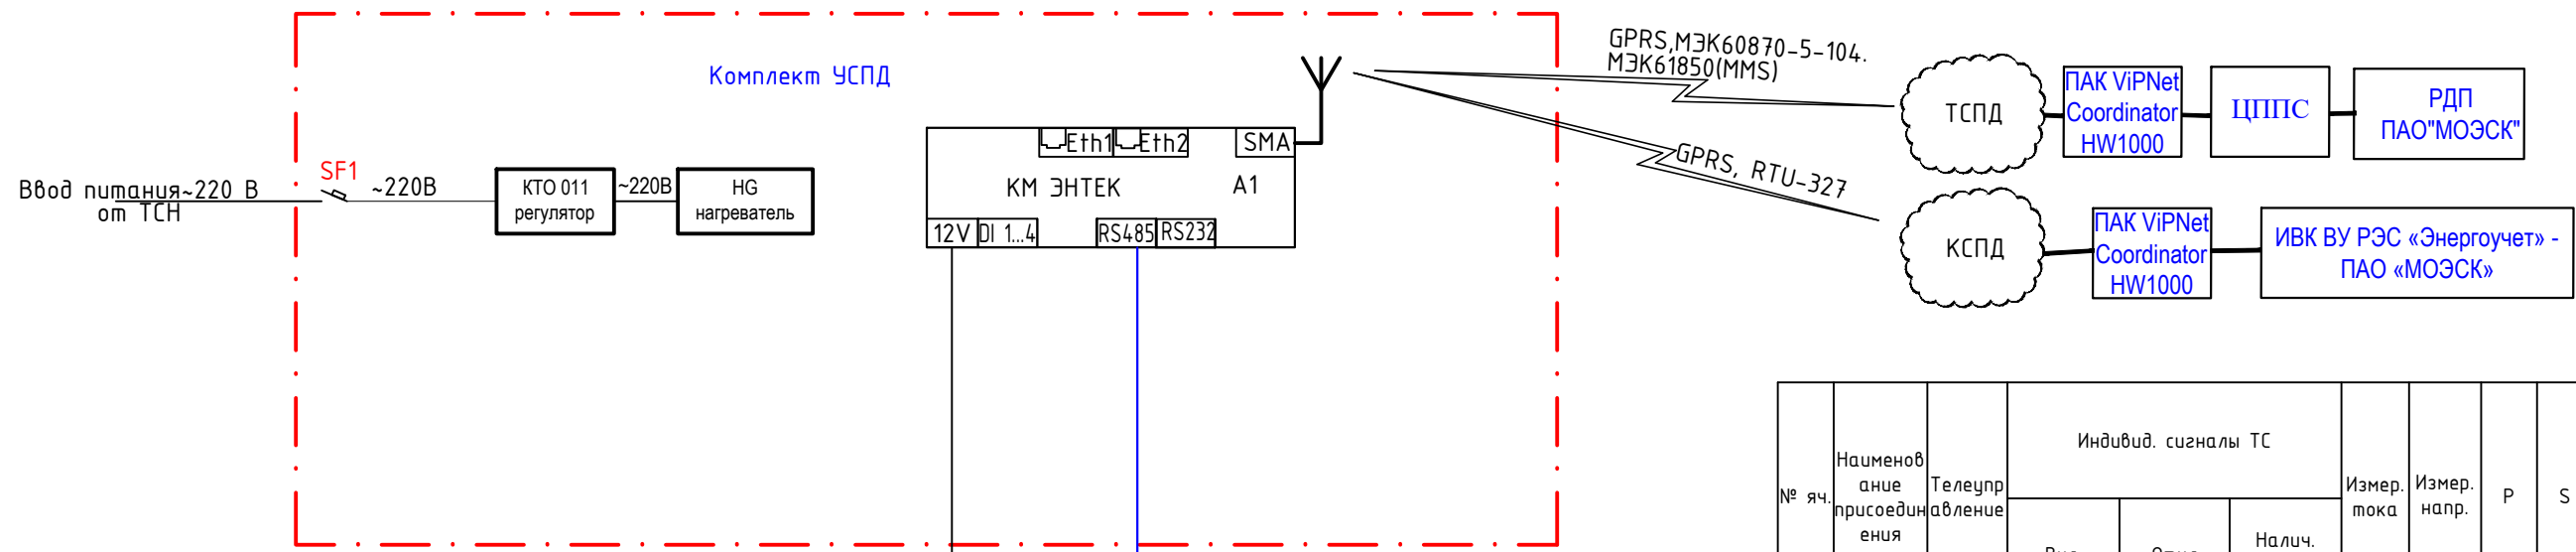 Комплект УСПД
Ввод питания~220 В
от ТСН
SF1
~220В
КТО 011
регулятор
~220В
HG
нагреватель
Eth1
Eth2
SMA
КМ ЭНТЕК
A1
12V
DI 1...4
RS485
RS232
GPRS,МЭК60870-5-104.
МЭК61850(MMS)
GPRS, RTU-327
ТСПД
ПАК ViPNet
Coordinator
HW1000
ЦППС
РДП
ПАО"МОЭСК"
КСПД
ПАК ViPNet
Coordinator
HW1000
ИВК ВУ РЭС «Энергоучет» -
ПАО «МОЭСК»
№ яч.
Наименов
ание
присоедин
ения
Телеупр
авление
Индивид. сигналы ТС
Налич.
Измер.
тока
Измер.
напр.
P
S